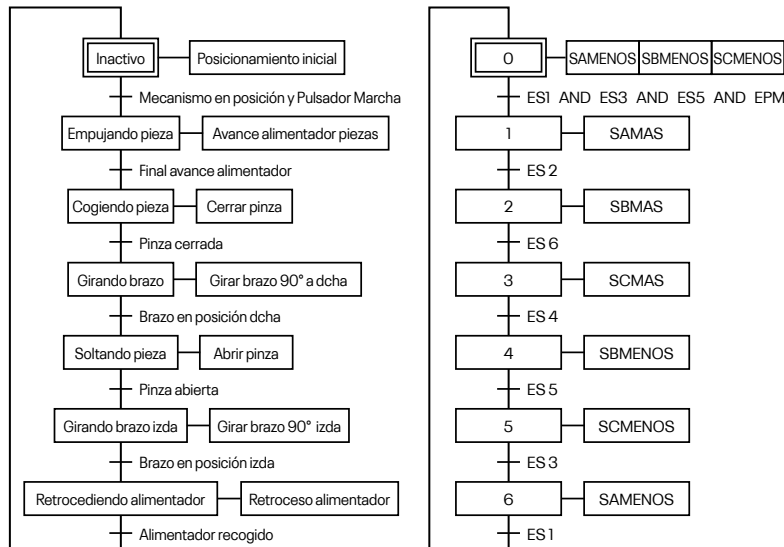 Inactivo
Posicionamiento inicial
Mecanismo en posición y Pulsador Marcha
Empujando pieza
Avance alimentador piezas
Final avance alimentador
Cogiendo pieza
Cerrar pinza
Pinza cerrada
Girando brazo
Girar brazo 90° a dcha
Brazo en posición dcha
Soltando pieza
Abrir pinza
Pinza abierta
Girando brazo izda
Girar brazo 90° izda
Brazo en posición izda
Retrocediendo alimentador
Retroceso alimentador
Alimentador recogido
0
SAMENOS
SBMENOS
SCMENOS
ES1 AND ES3 AND ES5 AND EPM
1
SAMAS
ES 2
2
SBMAS
ES 6
3
SCMAS
ES 4
4
SBMENOS
ES 5
5
SCMENOS
ES 3
6
SAMENOS
ES 1